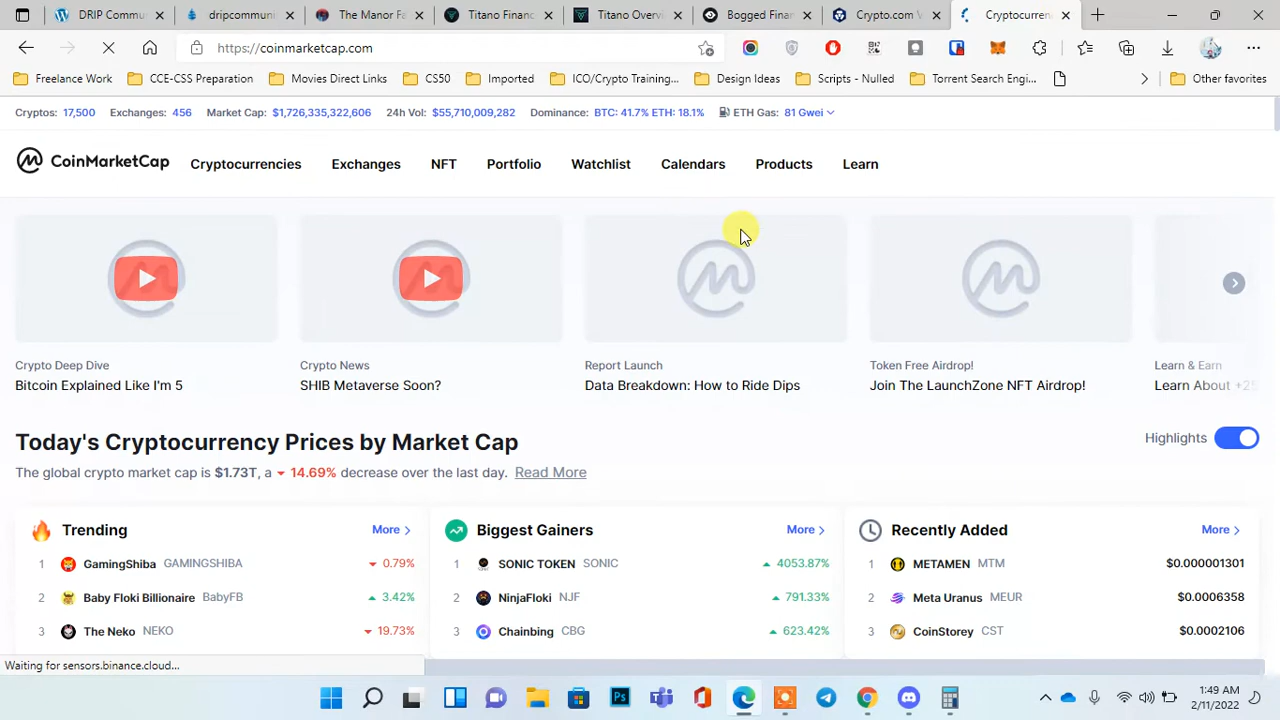 DRIP Commu
dripcommuni
The Manor Fa
Titano Financ
Titano Overvi
Bogged Finan
Crypto.com V
Cryptocurren
https://coinmarketcap.com
Freelance Work
CCE-CSS Preparation
Movies Direct Links
CS50
Imported
ICO/Crypto Training...
Design Ideas
Scripts - Nulled
Torrent Search Engi...
Other favorites
Cryptos: 17,500 Exchanges: 456 Market Cap: $1,726,335,322,606 24h Vol: $55,710,009,282 Dominance: BTC: 41.7% ETH: 18.1% ETH Gas: 81 Gwei
CoinMarketCap Cryptocurrencies Exchanges NFT Portfolio Watchlist Calendars Products Learn
Crypto Deep Dive
Bitcoin Explained Like I'm 5
Crypto News
SHIB Metaverse Soon?
Report Launch
Data Breakdown: How to Ride Dips
Token Free Airdrop!
Join The LaunchZone NFT Airdrop!
Learn & Earn
Learn About +25
Today's Cryptocurrency Prices by Market Cap
Highlights
The global crypto market cap is $1.73T, a 14.69% decrease over the last day. Read More
Trending More
1 GamingShiba GAMINGSHIBA 0.79%
2 Baby Floki Billionaire BabyFB 3.42%
3 The Neko NEKO 19.73%
Biggest Gainers More
1 SONIC TOKEN SONIC 4053.87%
2 NinjaFloki NJF 791.33%
3 Chainbing CBG 623.42%
Recently Added More
1 METAMEN MTM $0.000001301
2 Meta Uranus MEUR $0.0006358
3 CoinStorey CST $0.0002106
Waiting for sensors.binance.cloud...
1:49 AM
2/11/2022